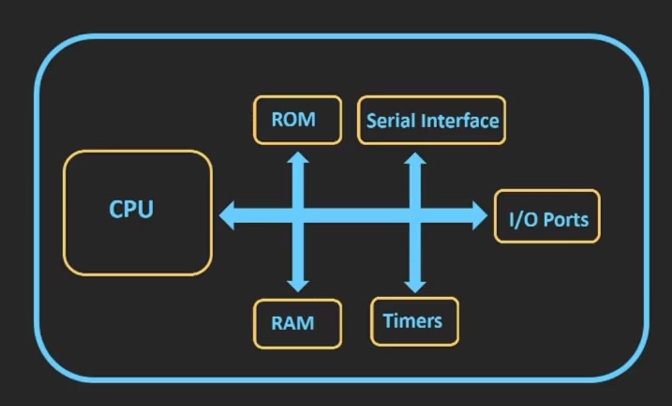 ROM
Serial Interface
CPU
I/O Ports
RAM
Timers